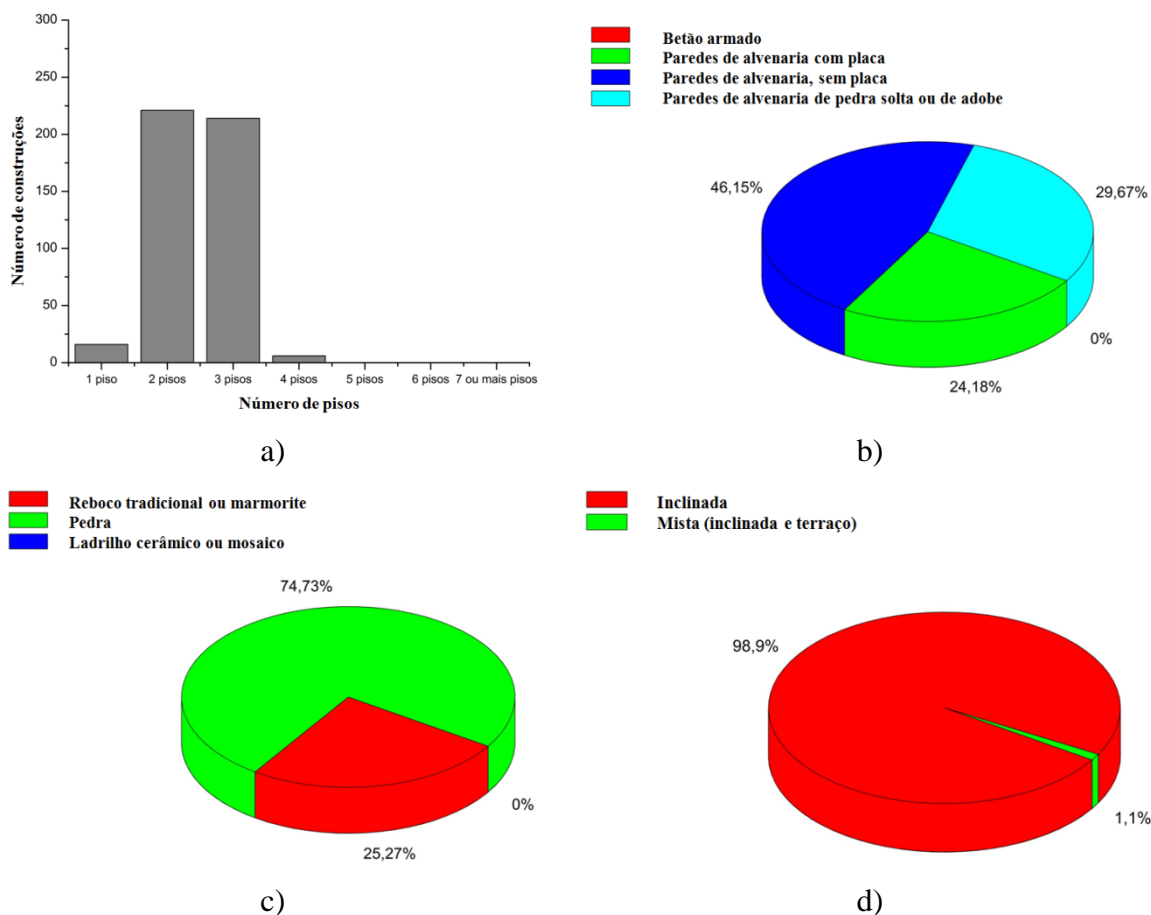 300
250
200
150
100
50
0
Número de construções
1 piso 2 pisos 3 pisos 4 pisos 5 pisos 6 pisos 7 ou mais pisos
Número de pisos
a)
Betão armado
Paredes de alvenaria com placa
Paredes de alvenaria, sem placa
Paredes de alvenaria de pedra solta ou de adobe
46,15%
29,67%
0%
24,18%
b)
Reboco tradicional ou marmorite
Pedra
Ladrilho cerâmico ou mosaico
74,73%
0%
25,27%
c)
Inclinada
Mista (inclinada e terraço)
98,9%
1,1%
d)